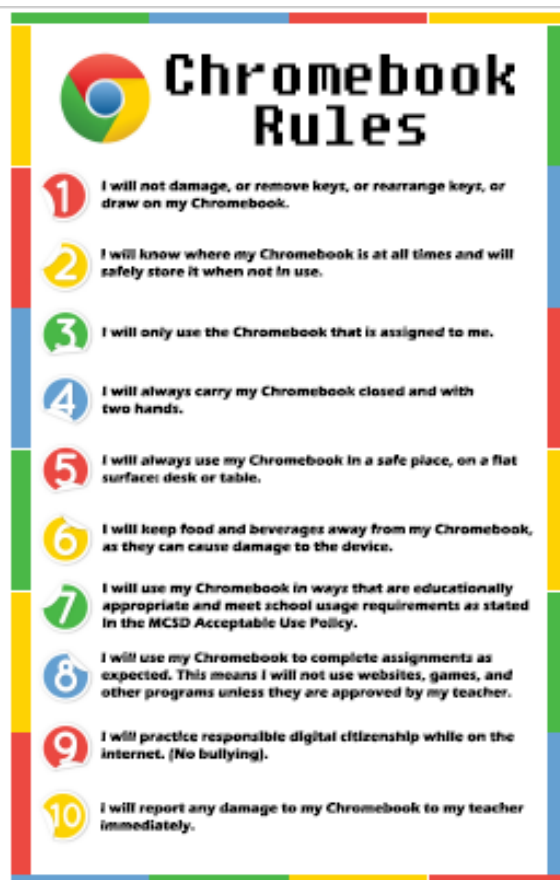 Chromebook
Rules
1
I will not damage, or remove keys, or rearrange keys, or
draw on my Chromebook.
2
I will know where my Chromebook is at all times and will
safely store it when not in use.
3
I will only use the Chromebook that is assigned to me.
4
I will always carry my Chromebook closed and with
two hands.
5
I will always use my Chromebook in a safe place, on a flat
surface: desk or table.
6
I will keep food and beverages away from my Chromebook,
as they can cause damage to the device.
7
I will use my Chromebook in ways that are educationally
appropriate and meet school usage requirements as stated
in the MCSD Acceptable Use Policy.
8
I will use my Chromebook to complete assignments as
expected. This means I will not use websites, games, and
other programs unless they are approved by my teacher.
9
I will practice responsible digital citizenship while on the
internet. (No bullying).
10
I will report any damage to my Chromebook to my teacher
immediately.